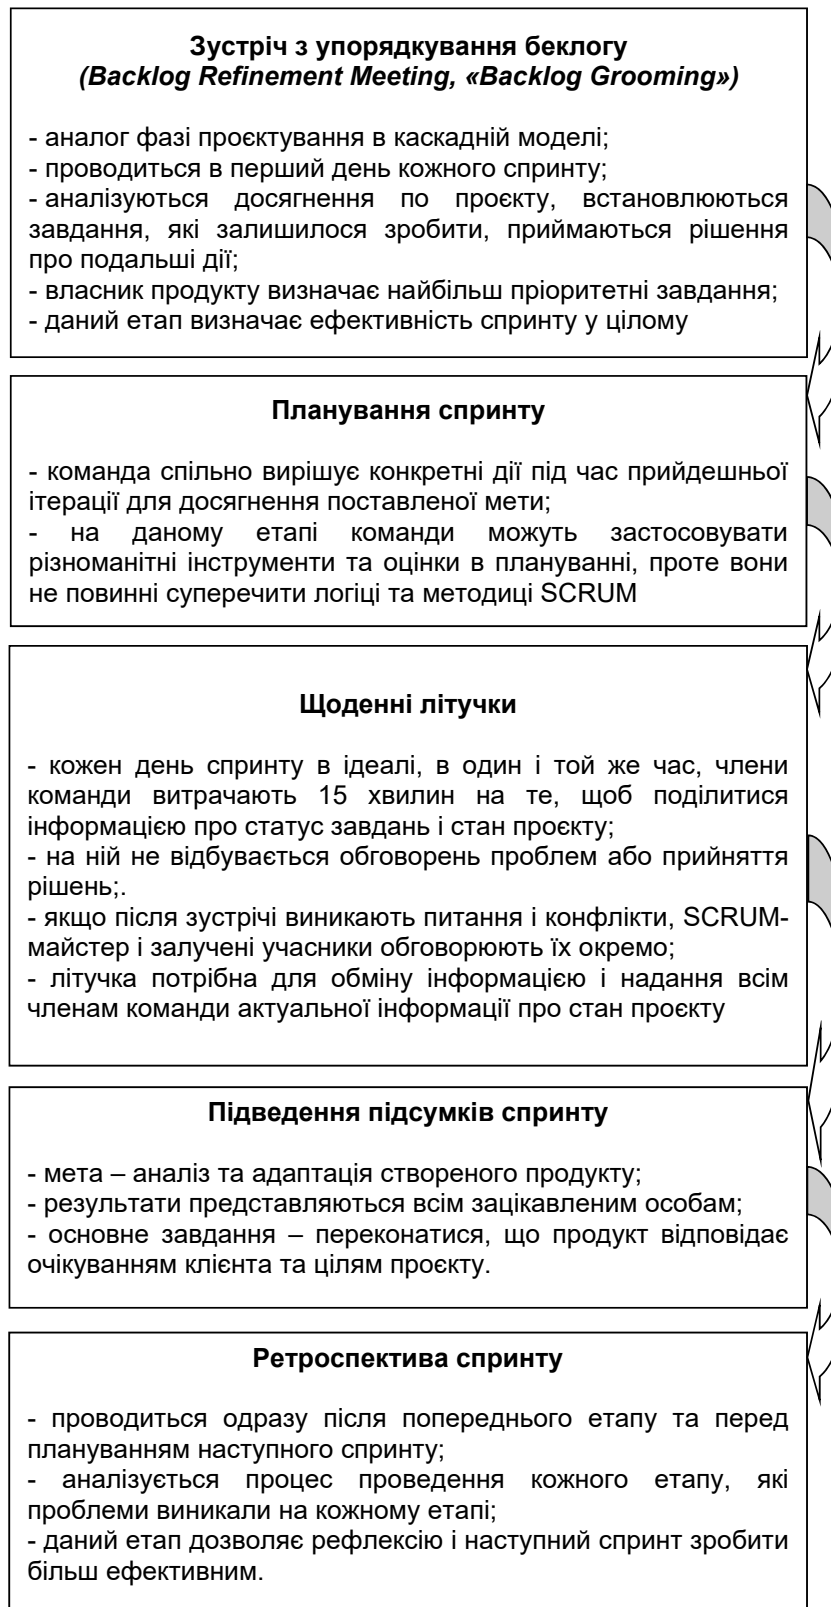 Зустріч з упорядкування беклогу
(Backlog Refinement Meeting, «Backlog Grooming»)
- аналог фазі проєктування в каскадній моделі;
- проводиться в перший день кожного спринту;
- аналізуються досягнення по проєкту, встановлюються
завдання, які залишилося зробити, приймаються рішення
про подальші дії;
- власник продукту визначає найбільш пріоритетні завдання;
- даний етап визначає ефективність спринту у цілому
Планування спринту
- команда спільно вирішує конкретні дії під час прийдешньої
ітерації для досягнення поставленої мети;
- на даному етапі команди можуть застосовувати
різноманітні інструменти та оцінки в плануванні, проте вони
не повинні суперечити логіці та методиці SCRUM
Щоденні літучки
- кожен день спринту в ідеалі, в один і той же час, члени
команди витрачають 15 хвилин на те, щоб поділитися
інформацією про статус завдань і стан проєкту;
- на ній не відбувається обговорень проблем або прийняття
рішень;.
- якщо після зустрічі виникають питання і конфлікти, SCRUM-
майстер і залучені учасники обговорюють їх окремо;
- літучка потрібна для обміну інформацією і надання всім
членам команди актуальної інформації про стан проєкту
Підведення підсумків спринту
- мета – аналіз та адаптація створеного продукту;
- результати представляються всім зацікавленим особам;
- основне завдання – переконатися, що продукт відповідає
очікуванням клієнта та цілям проєкту.
Ретроспектива спринту
- проводиться одразу після попереднього етапу та перед
плануванням наступного спринту;
- аналізується процес проведення кожного етапу, які
проблеми виникали на кожному етапі;
- даний етап дозволяє рефлексію і наступний спринт зробити
більш ефективним.